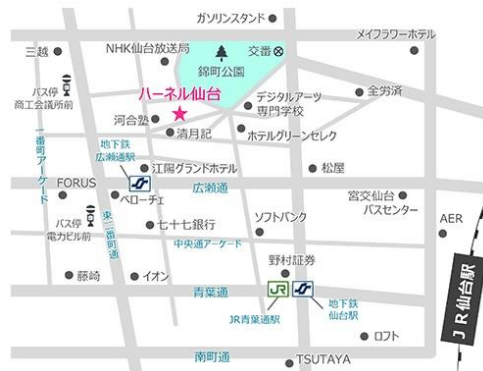 ガソリンスタンド
三越
NHK仙台放送局
交番
メイフラワーホテル
錦町公園
バス停
商工会議所前
ハーネル仙台
デジタルアーツ
専門学校
全労済
河合塾
清月記
ホテルグリーンセレク
一番町アーケード
地下鉄
広瀬通駅
江陽グランドホテル
松屋
FORUS
ベローチェ
広瀬通
宮交仙台
バスセンター
バス停
電力ビル前
東二番町通
七十七銀行
ソフトバンク
AER
中央通アーケード
野村証券
藤崎
イオン
青葉通
JR
地下鉄
仙台駅
JR青葉通駅
JR仙台駅
ロフト
南町通
TSUTAYA